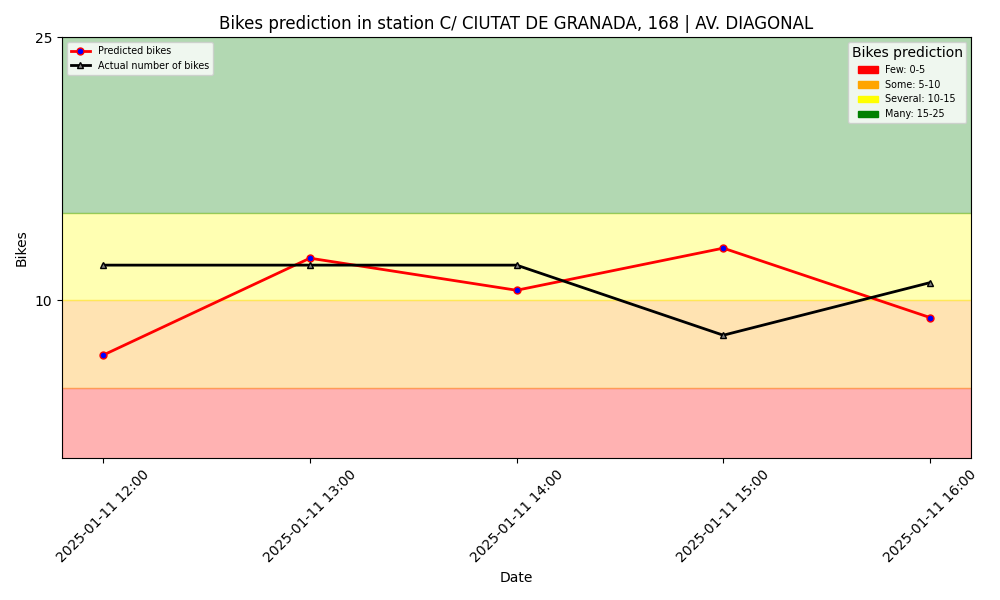 Bikes prediction in station C/ CIUTAT DE GRANADA, 168 | AV. DIAGONAL
Predicted bikes
Actual number of bikes
Bikes prediction
Few: 0-5
Some: 5-10
Several: 10-15
Many: 15-25
Bikes
25
10
2025-01-11 12:00
2025-01-11 13:00
2025-01-11 14:00
2025-01-11 15:00
2025-01-11 16:00
Date